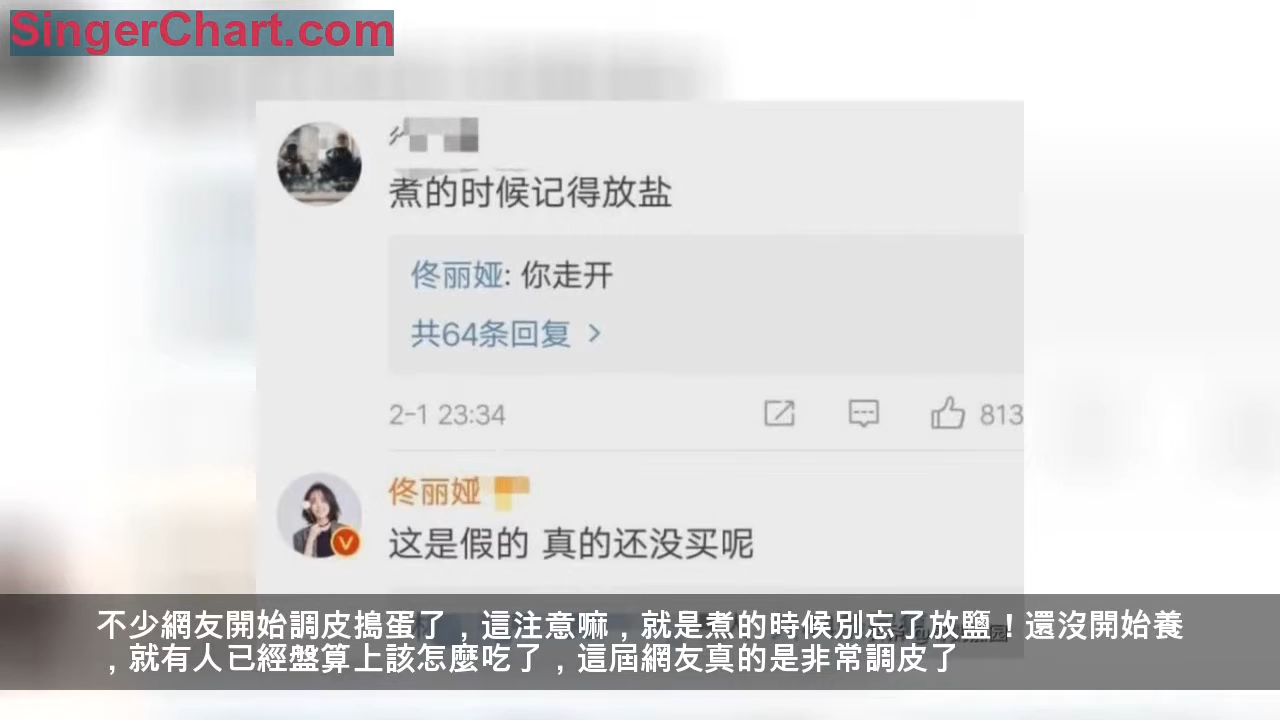 SingerChart.com
煮的时候记得放盐
佟丽娅: 你走开
共64条回复 >
2-1 23:34
813
佟丽娅
这是假的 真的还没买呢
不少網友開始調皮搗蛋了，這注意嘛，就是煮的時候別忘了放鹽！還沒開始養
，就有人已經盤算上該怎麼吃了，這屆網友真的是非常調皮了